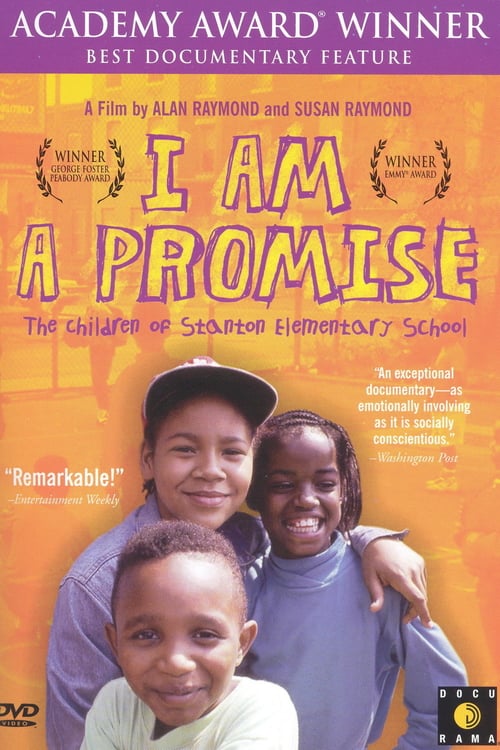 ACADEMY AWARD® WINNER
BEST DOCUMENTARY FEATURE
A Film by ALAN RAYMOND and SUSAN RAYMOND
WINNER
GEORGE FOSTER
PEABODY AWARD
WINNER
EMMY® AWARD
I AM
A PROMISE
The Children of Stanton Elementary School
"An exceptional
documentary—as
emotionally involving
as it is socially
conscientious."
–Washington Post
"Remarkable!"
–Entertainment Weekly
DVD
VIDEO
DOCU
RAMA